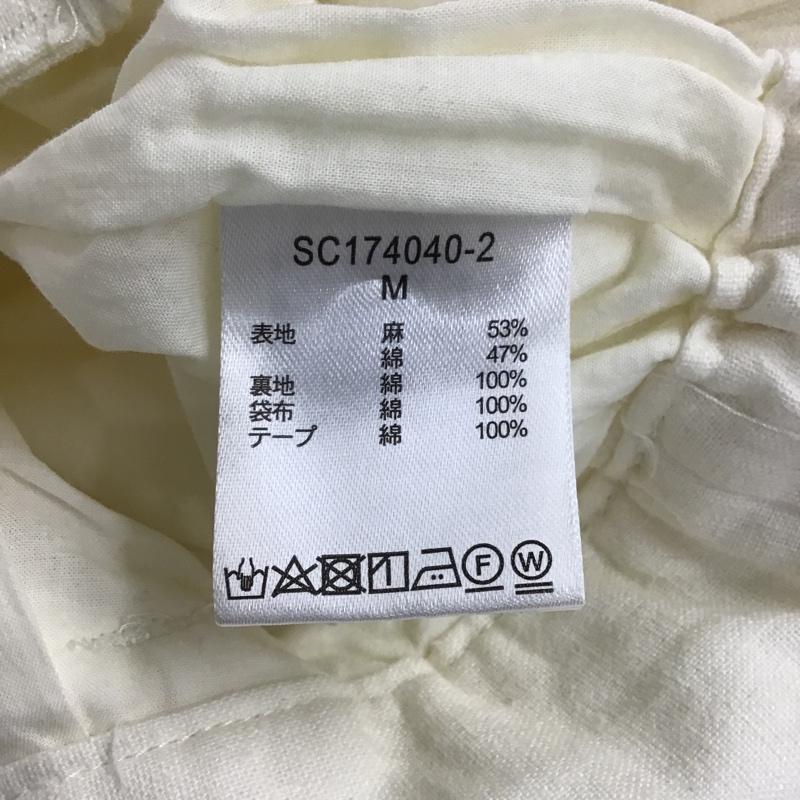 SC174040-2
M
表地 麻 53%
綿 47%
裏地 綿 100%
袋布 綿 100%
テープ 綿 100%
F W